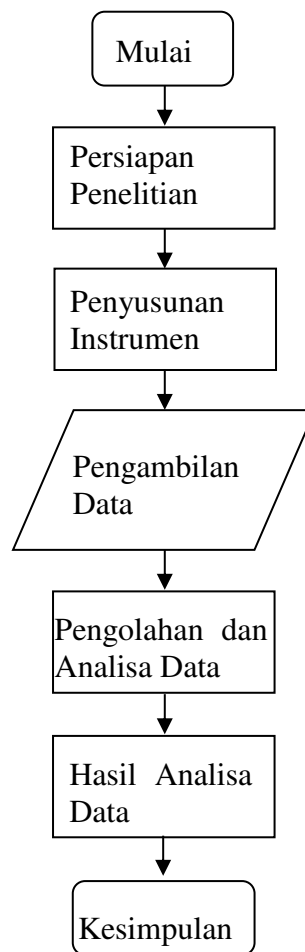 Mulai
Persiapan
Penelitian
Penyusunan
Instrumen
Pengambilan
Data
Pengolahan dan
Analisa Data
Hasil Analisa
Data
Kesimpulan